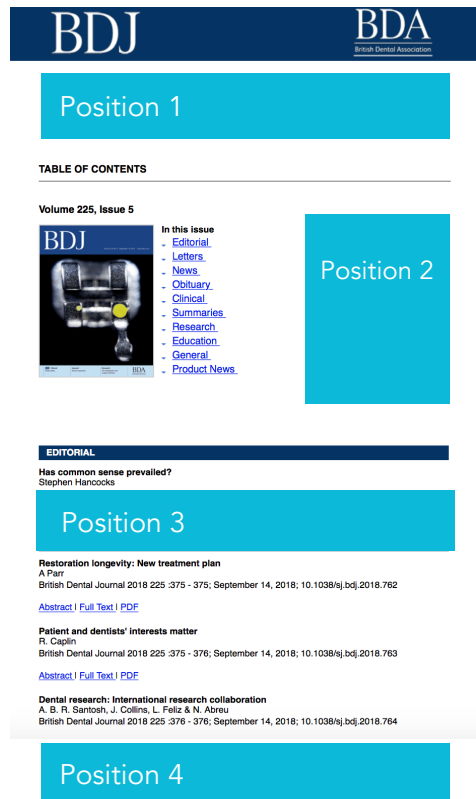 BDJ
BDA
British Dental Association
Position 1
TABLE OF CONTENTS
Volume 225, Issue 5
BDJ
BDA
In this issue
Editorial
Letters
News
Obituary
Clinical
Summaries
Research
Education
General
Product News
Position 2
EDITORIAL
Has common sense prevailed?
Stephen Hancocks
Position 3
Restoration longevity: New treatment plan
A Parr
British Dental Journal 2018 225 :375 - 375; September 14, 2018; 10.1038/sj.bdj.2018.762
Abstract I Full Text I PDF
Patient and dentists' interests matter
R. Caplin
British Dental Journal 2018 225 :375 - 376; September 14, 2018; 10.1038/sj.bdj.2018.763
Abstract I Full Text I PDF
Dental research: International research collaboration
A. B. R. Santosh, J. Collins, L. Feliz & N. Abreu
British Dental Journal 2018 225 :376 - 376; September 14, 2018; 10.1038/sj.bdj.2018.764
Position 4